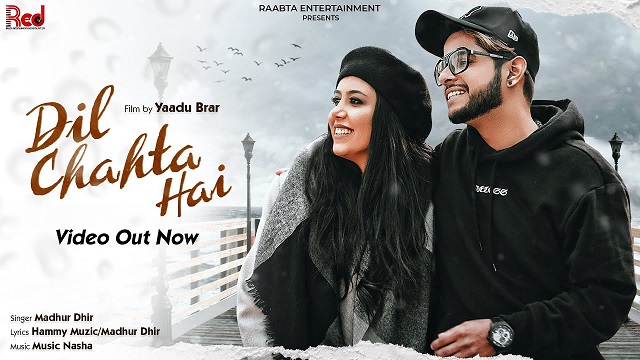 Red
RAABTA ENTERTAINMENT
PRESENTS
Film by Yaadu Brar
Dil
Chahta
Hai
Video Out Now
Singer Madhur Dhir
Lyrics Hammy Muzic/Madhur Dhir
Music Music Nasha